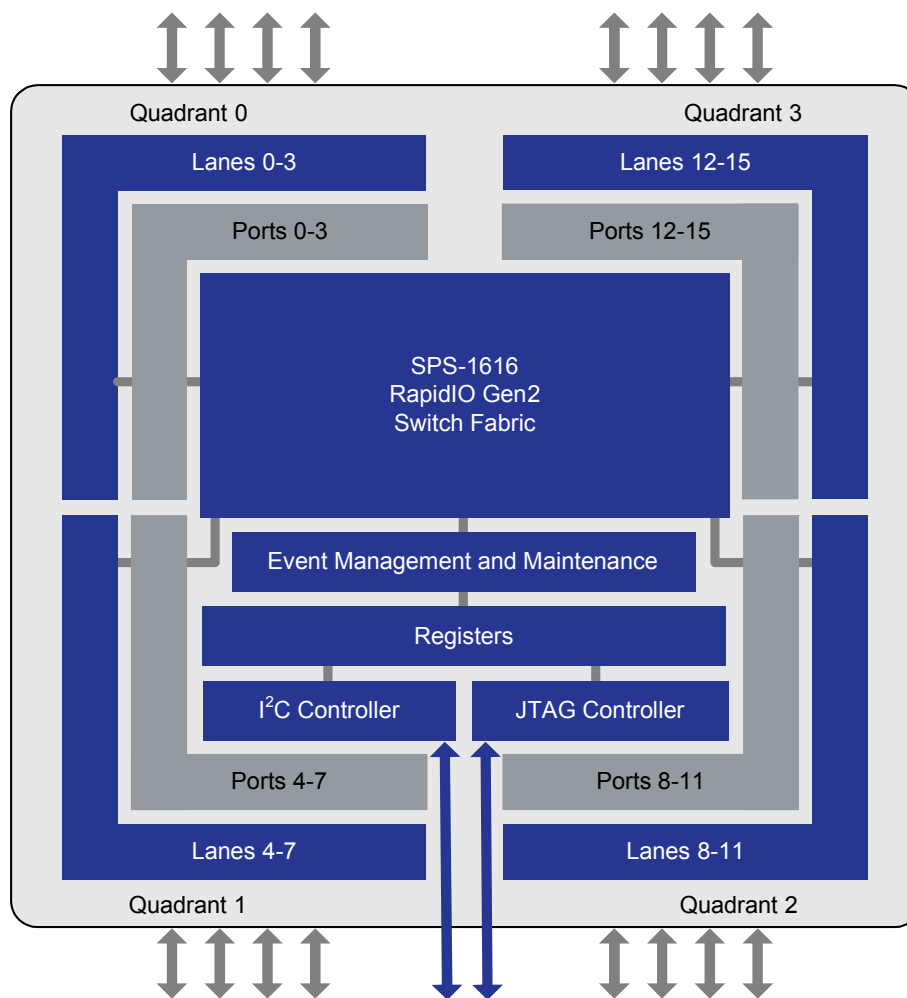 Quadrant 0
Quadrant 3
Lanes 0-3
Lanes 12-15
Ports 0-3
Ports 12-15
SPS-1616
RapidIO Gen2
Switch Fabric
Event Management and Maintenance
Registers
I²C Controller
JTAG Controller
Ports 4-7
Ports 8-11
Lanes 4-7
Lanes 8-11
Quadrant 1
Quadrant 2